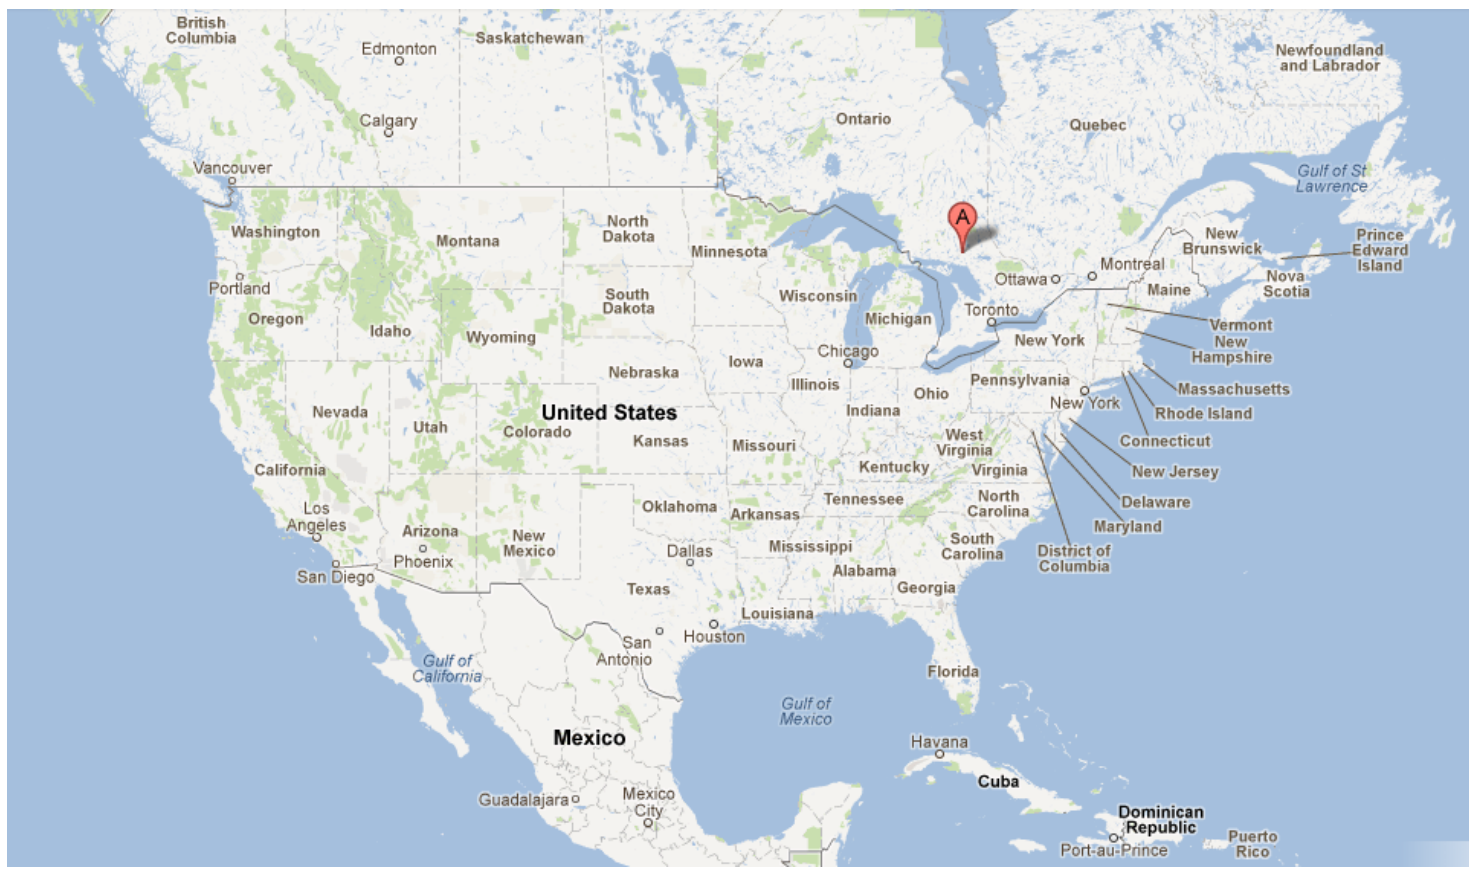 British
Columbia
Edmonton
Saskatchewan
Newfoundland
and Labrador
Calgary
Ontario
Quebec
Vancouver
Gulf of St
Lawrence
A
Washington
North
Dakota
Montana
Minnesota
New
Brunswick
Prince
Edward
Island
Portland
Ottawa
Montreal
Nova
Scotia
Maine
South
Dakota
Wisconsin
Michigan
Toronto
Oregon
Idaho
Wyoming
Vermont
New
Hampshire
New York
Chicago
Iowa
Nebraska
Illinois
Pennsylvania
Ohio
Massachusetts
New York
Rhode Island
Nevada
United States
Indiana
Utah
Colorado
Kansas
Missouri
West
Virginia
Connecticut
California
Kentucky
Virginia
New Jersey
Tennessee
North
Carolina
Delaware
Oklahoma
Arkansas
Maryland
Los
Angeles
Arizona
New
Mexico
Dallas
Mississippi
South
Carolina
District of
Columbia
Phoenix
San Diego
Alabama
Texas
Georgia
Louisiana
San
Antonio
Houston
Gulf of
California
Florida
Gulf of
Mexico
Mexico
Havana
Cuba
Guadalajara
Mexico
City
Dominican
Republic
Port-au-Prince
Puerto
Rico